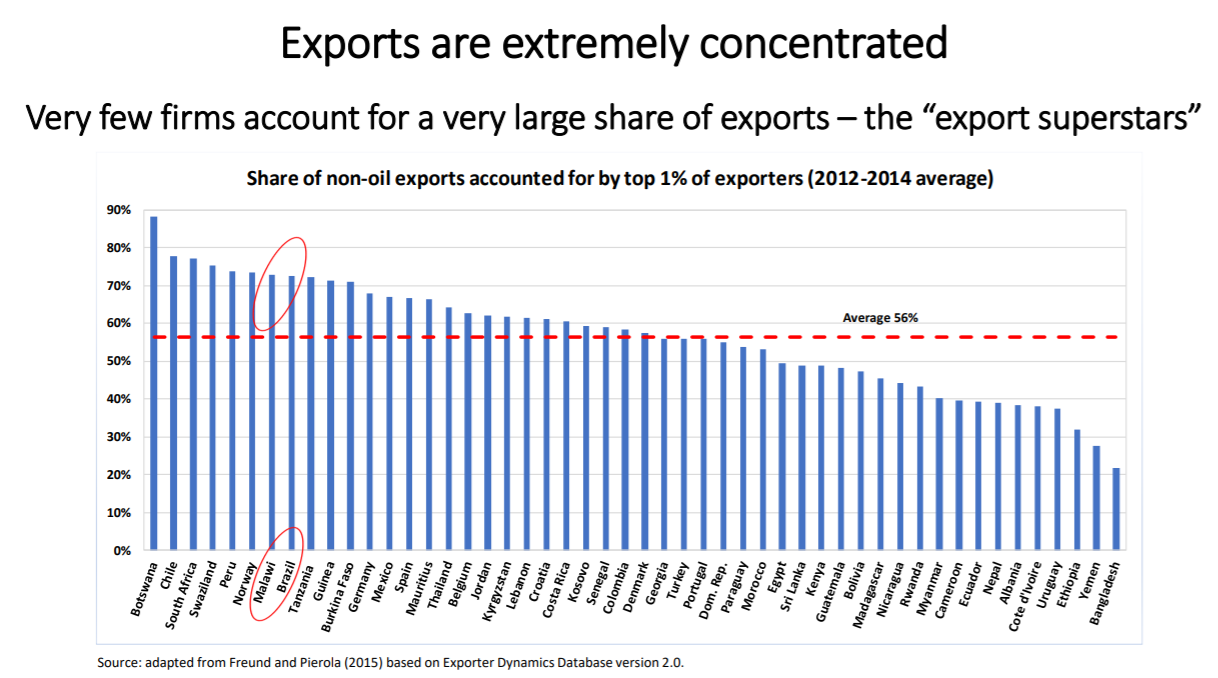 Exports are extremely concentrated
Very few firms account for a very large share of exports – the “export superstars”
Share of non-oil exports accounted for by top 1% of exporters (2012-2014 average)
90%
80%
70%
60%
50%
40%
30%
20%
10%
0%
Average 56%
Botswana
Chile
South Africa
Swaziland
Peru
Norway
Malawi
Brazil
Tanzania
Guinea
Burkina Faso
Germany
Mexico
Spain
Mauritius
Thailand
Belgium
Jordan
Kyrgyzstan
Lebanon
Croatia
Costa Rica
Kosovo
Senegal
Colombia
Denmark
Georgia
Turkey
Portugal
Dom. Rep.
Paraguay
Morocco
Egypt
Sri Lanka
Kenya
Guatemala
Bolivia
Madagascar
Nicaragua
Rwanda
Myanmar
Cameroon
Ecuador
Nepal
Albania
Cote d'Ivoire
Uruguay
Ethiopia
Yemen
Bangladesh
Source: adapted from Freund and Pierola (2015) based on Exporter Dynamics Database version 2.0.